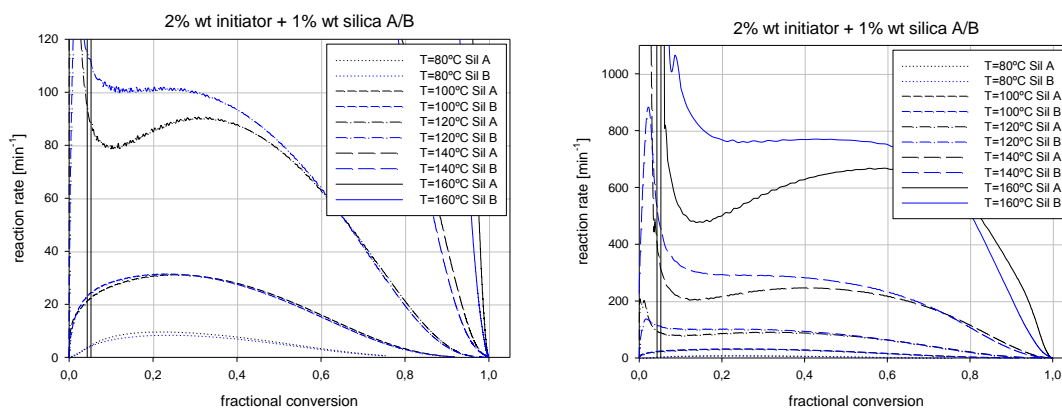 2% wt initiator + 1% wt silica A/B
reaction rate [min⁻¹]
120
100
80
60
40
20
0
0,0 0,2 0,4 0,6 0,8 1,0
fractional conversion
T=80ºC Sil A
T=80ºC Sil B
T=100ºC Sil A
T=100ºC Sil B
T=120ºC Sil A
T=120ºC Sil B
T=140ºC Sil A
T=140ºC Sil B
T=160ºC Sil A
T=160ºC Sil B
2% wt initiator + 1% wt silica A/B
reaction rate [min⁻¹]
1000
800
600
400
200
0
0,0 0,2 0,4 0,6 0,8 1,0
fractional conversion
T=80ºC Sil A
T=80ºC Sil B
T=100ºC Sil A
T=100ºC Sil B
T=120ºC Sil A
T=120ºC Sil B
T=140ºC Sil A
T=140ºC Sil B
T=160ºC Sil A
T=160ºC Sil B